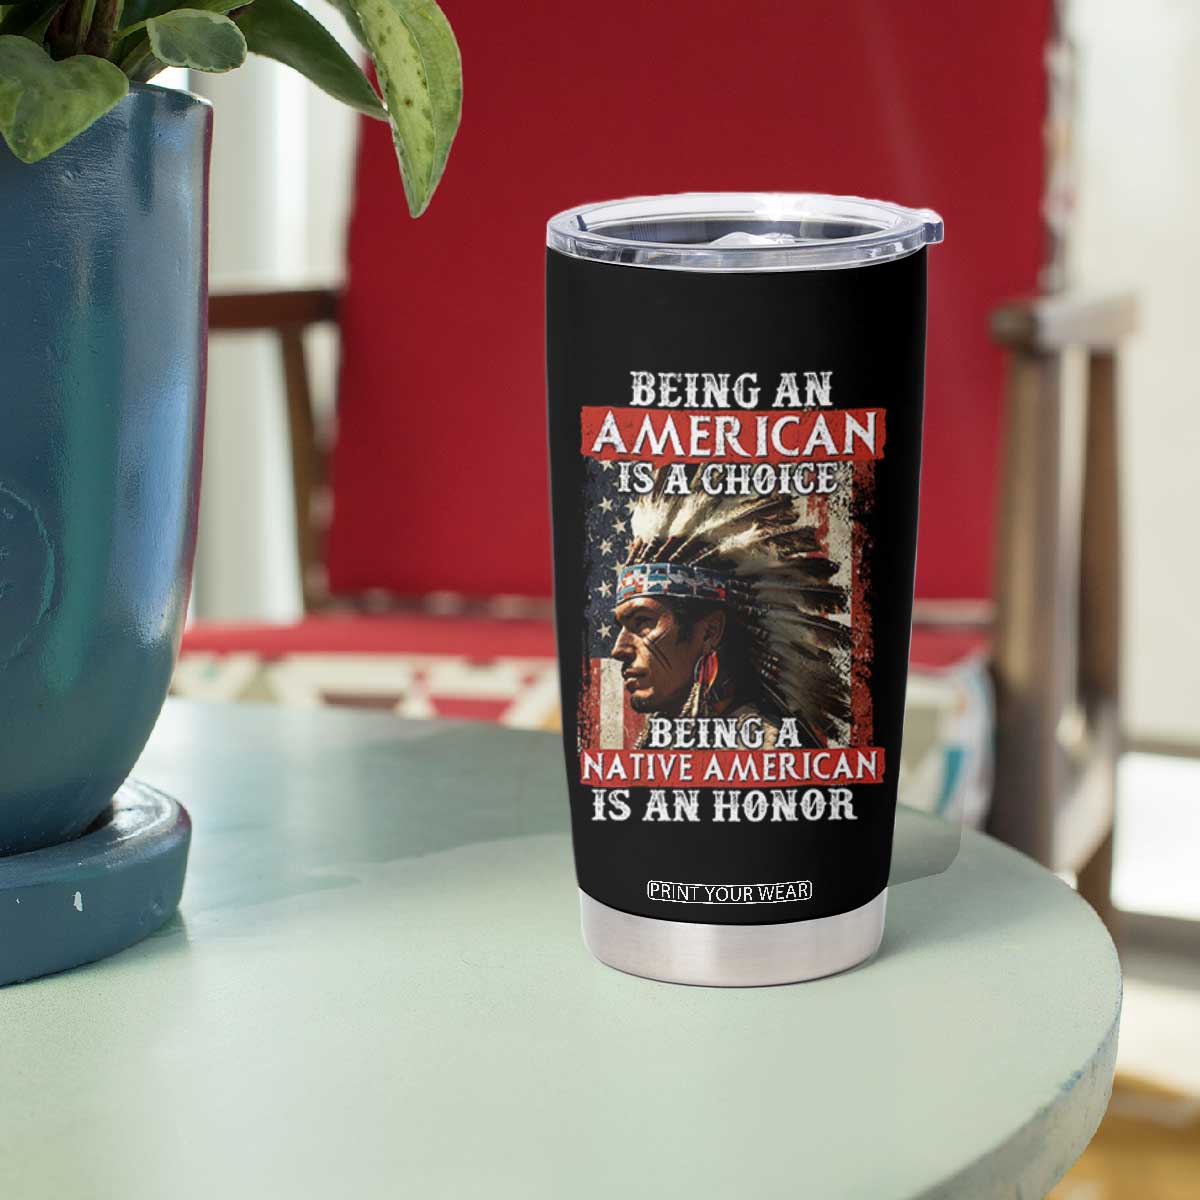 BEING AN
AMERICAN
IS A CHOICE
BEING A
NATIVE AMERICAN
IS AN HONOR
PRINT YOUR WEAR